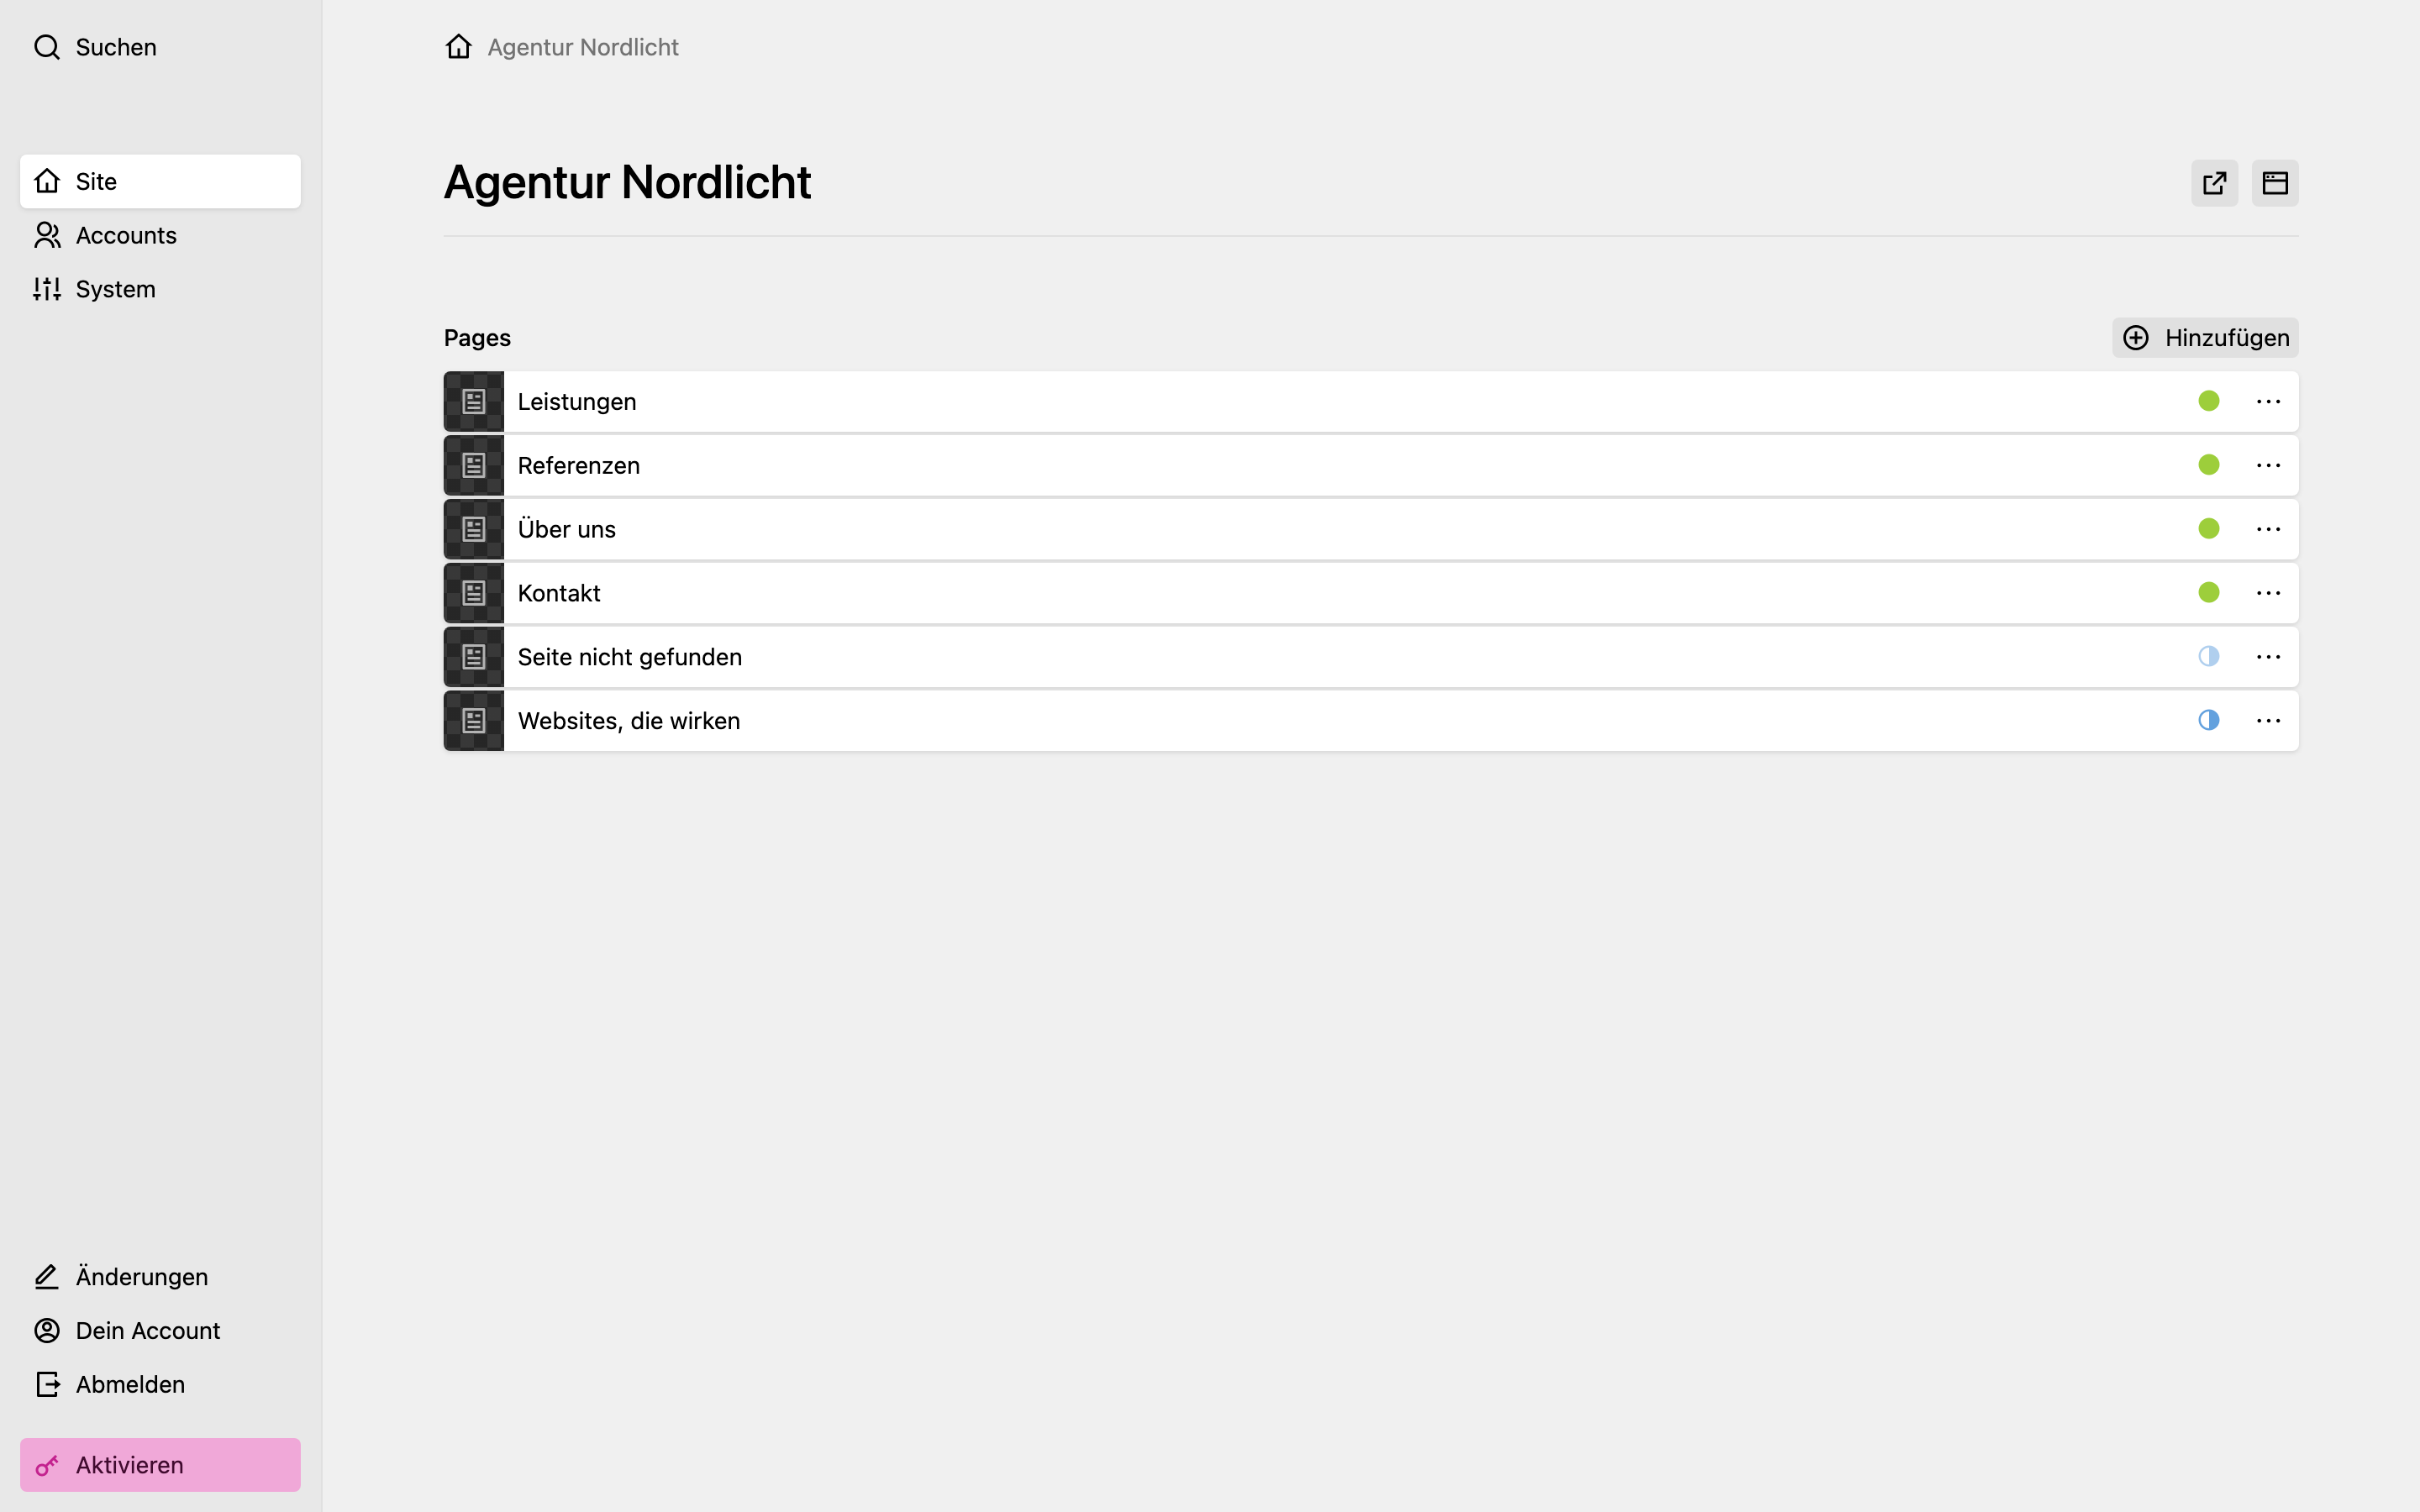 Suchen
Site
Accounts
System
Änderungen
Dein Account
Abmelden
Aktivieren
Agentur Nordlicht
Agentur Nordlicht
Pages
Hinzufügen
Leistungen
Referenzen
Über uns
Kontakt
Seite nicht gefunden
Websites, die wirken